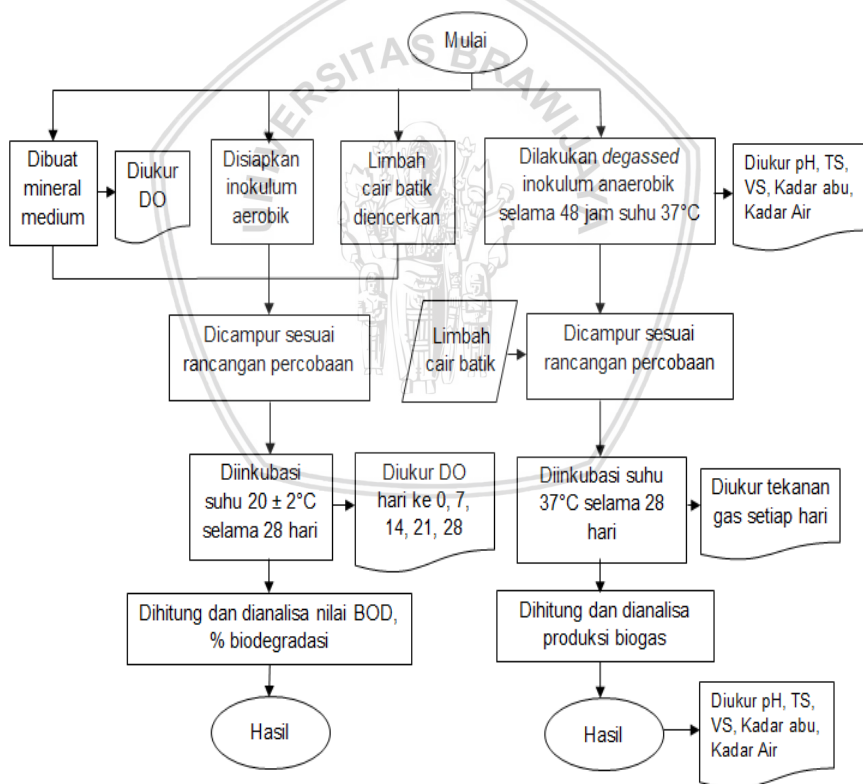 Mulai
UNIVERSITAS BRAWIJAYA
Dibuat
mineral
medium
Diukur
DO
Disiapkan
inokulum
aerobik
Limbah
cair batik
diencerkan
Dilakukan degassed
inokulum anaerobik
selama 48 jam suhu 37°C
Diukur pH, TS,
VS, Kadar abu,
Kadar Air
Dicampur sesuai
rancangan percobaan
Limbah
cair batik
Dicampur sesuai
rancangan percobaan
Diinkubasi
suhu 20 ± 2°C
selama 28 hari
Diukur DO
hari ke 0, 7,
14, 21, 28
Diinkubasi suhu
37°C selama 28
hari
Diukur tekanan
gas setiap hari
Dihitung dan dianalisa nilai BOD,
% biodegradasi
Dihitung dan dianalisa
produksi biogas
Hasil
Hasil
Diukur pH, TS,
VS, Kadar abu,
Kadar Air